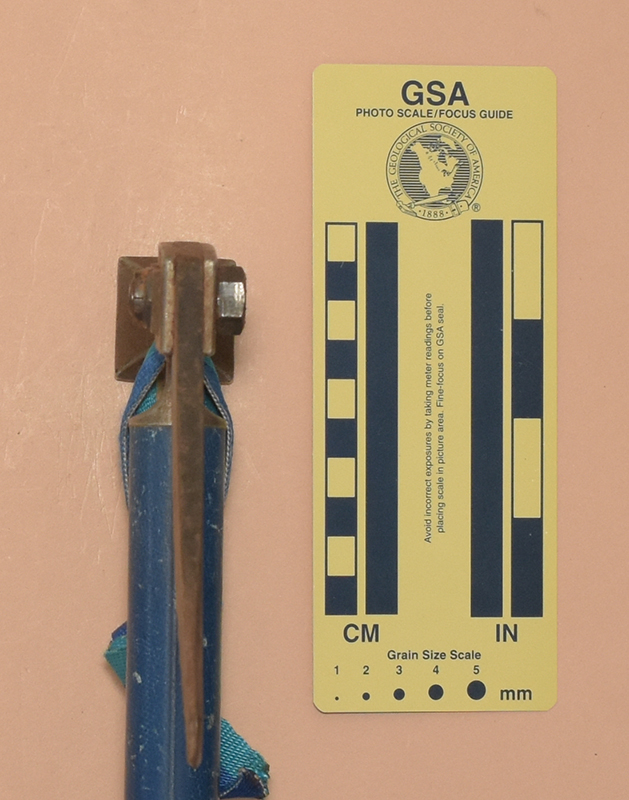 GSA
PHOTO SCALE/FOCUS GUIDE
THE GEOLOGICAL SOCIETY OF AMERICA
·1888·
®
Avoid incorrect exposures by taking meter readings before
placing scale in picture area. Fine-focus on GSA seal.
CM IN
Grain Size Scale
1 2 3 4 5
mm